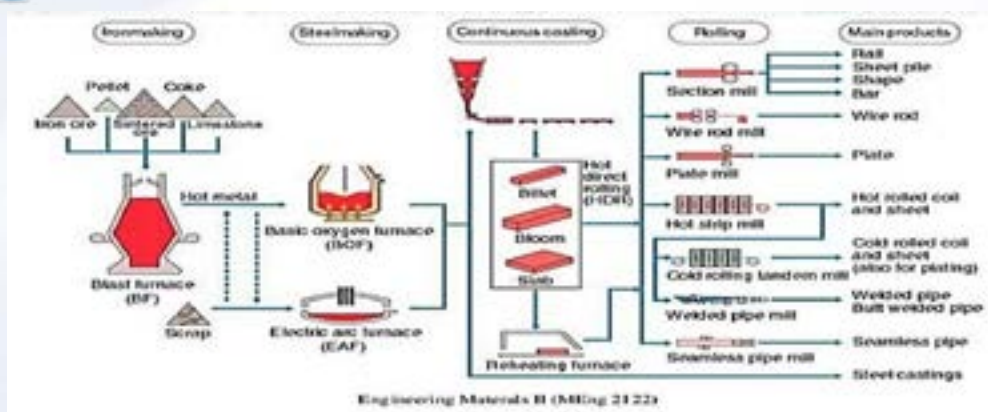 Ironmaking
Steelmaking
Continuous casting
Rolling
Main products
Pellet
Coke
Iron ore
Sintered ore
Limestone
Hot metal
Blast furnace
(BF)
Scrap
Basic oxygen furnace
(BOF)
Electric arc furnace
(EAF)
Billet
Bloom
Slab
Hot
direct
rolling
(HDR)
Reheating furnace
Section mill
Wire rod mill
Plate mill
Hot strip mill
Cold rolling tandem mill
Welded pipe mill
Seamless pipe mill
Rail
Sheet pile
Shape
Bar
Wire rod
Plate
Hot rolled coil
and sheet
Cold rolled coil
and sheet
(also for plating)
Welded pipe
Butt welded pipe
Seamless pipe
Steel castings
Engineering Materials II (MEng 2122)